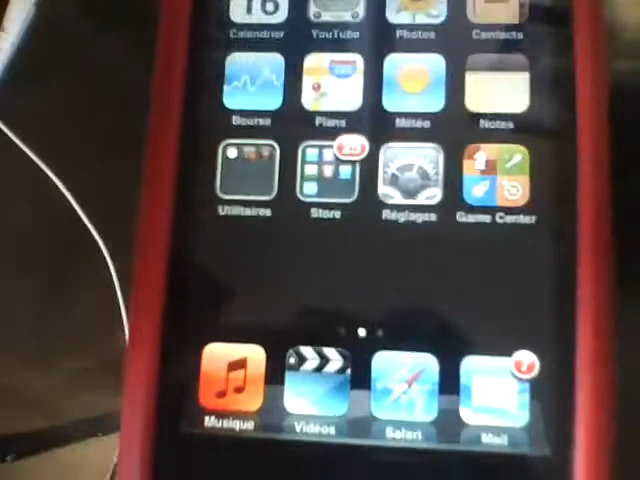 16
Calendrier YouTube Photos Contacts
Bourse Plans Météo Notes
Utilitaires Store Réglages Game Center
Musique Vidéos Safari Mail